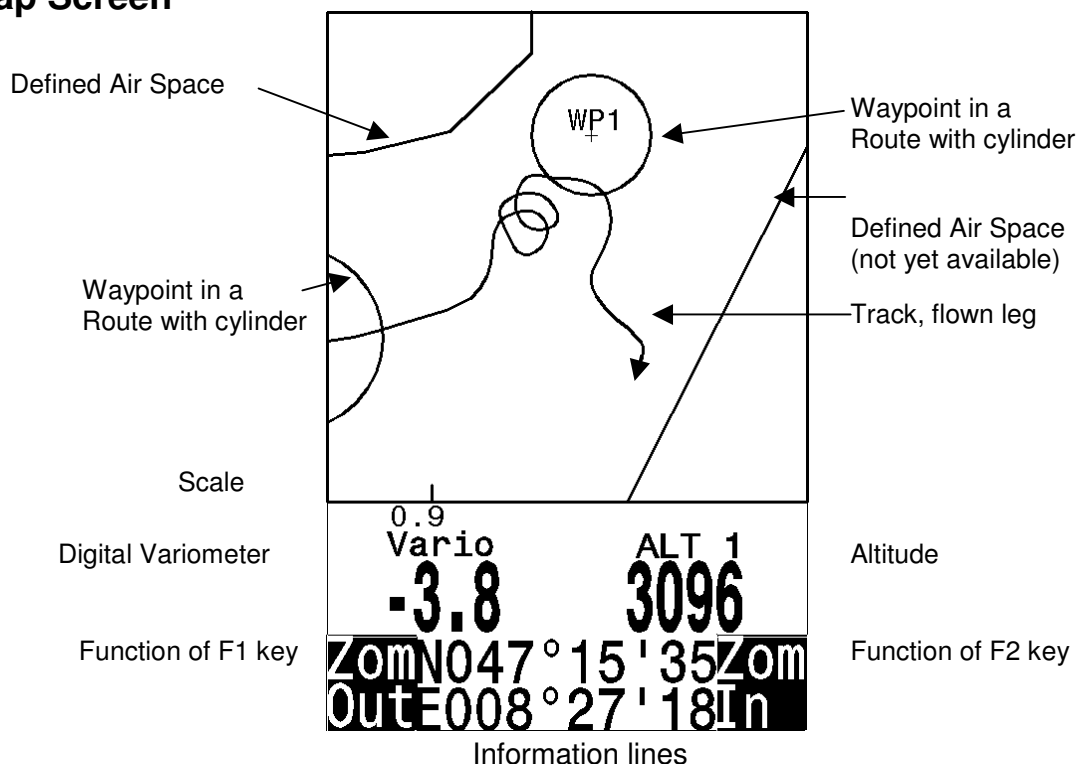 Screen
Defined Air Space
WP1
Waypoint in a
Route with cylinder
Defined Air Space
(not yet available)
Waypoint in a
Route with cylinder
Track, flown leg
Scale
0.9
Digital Variometer
Vario
ALT 1
Altitude
-3.8
3096
Function of F1 key
Zom N047°15'35 Zom
Function of F2 key
Out E008°27'18 In
Information lines